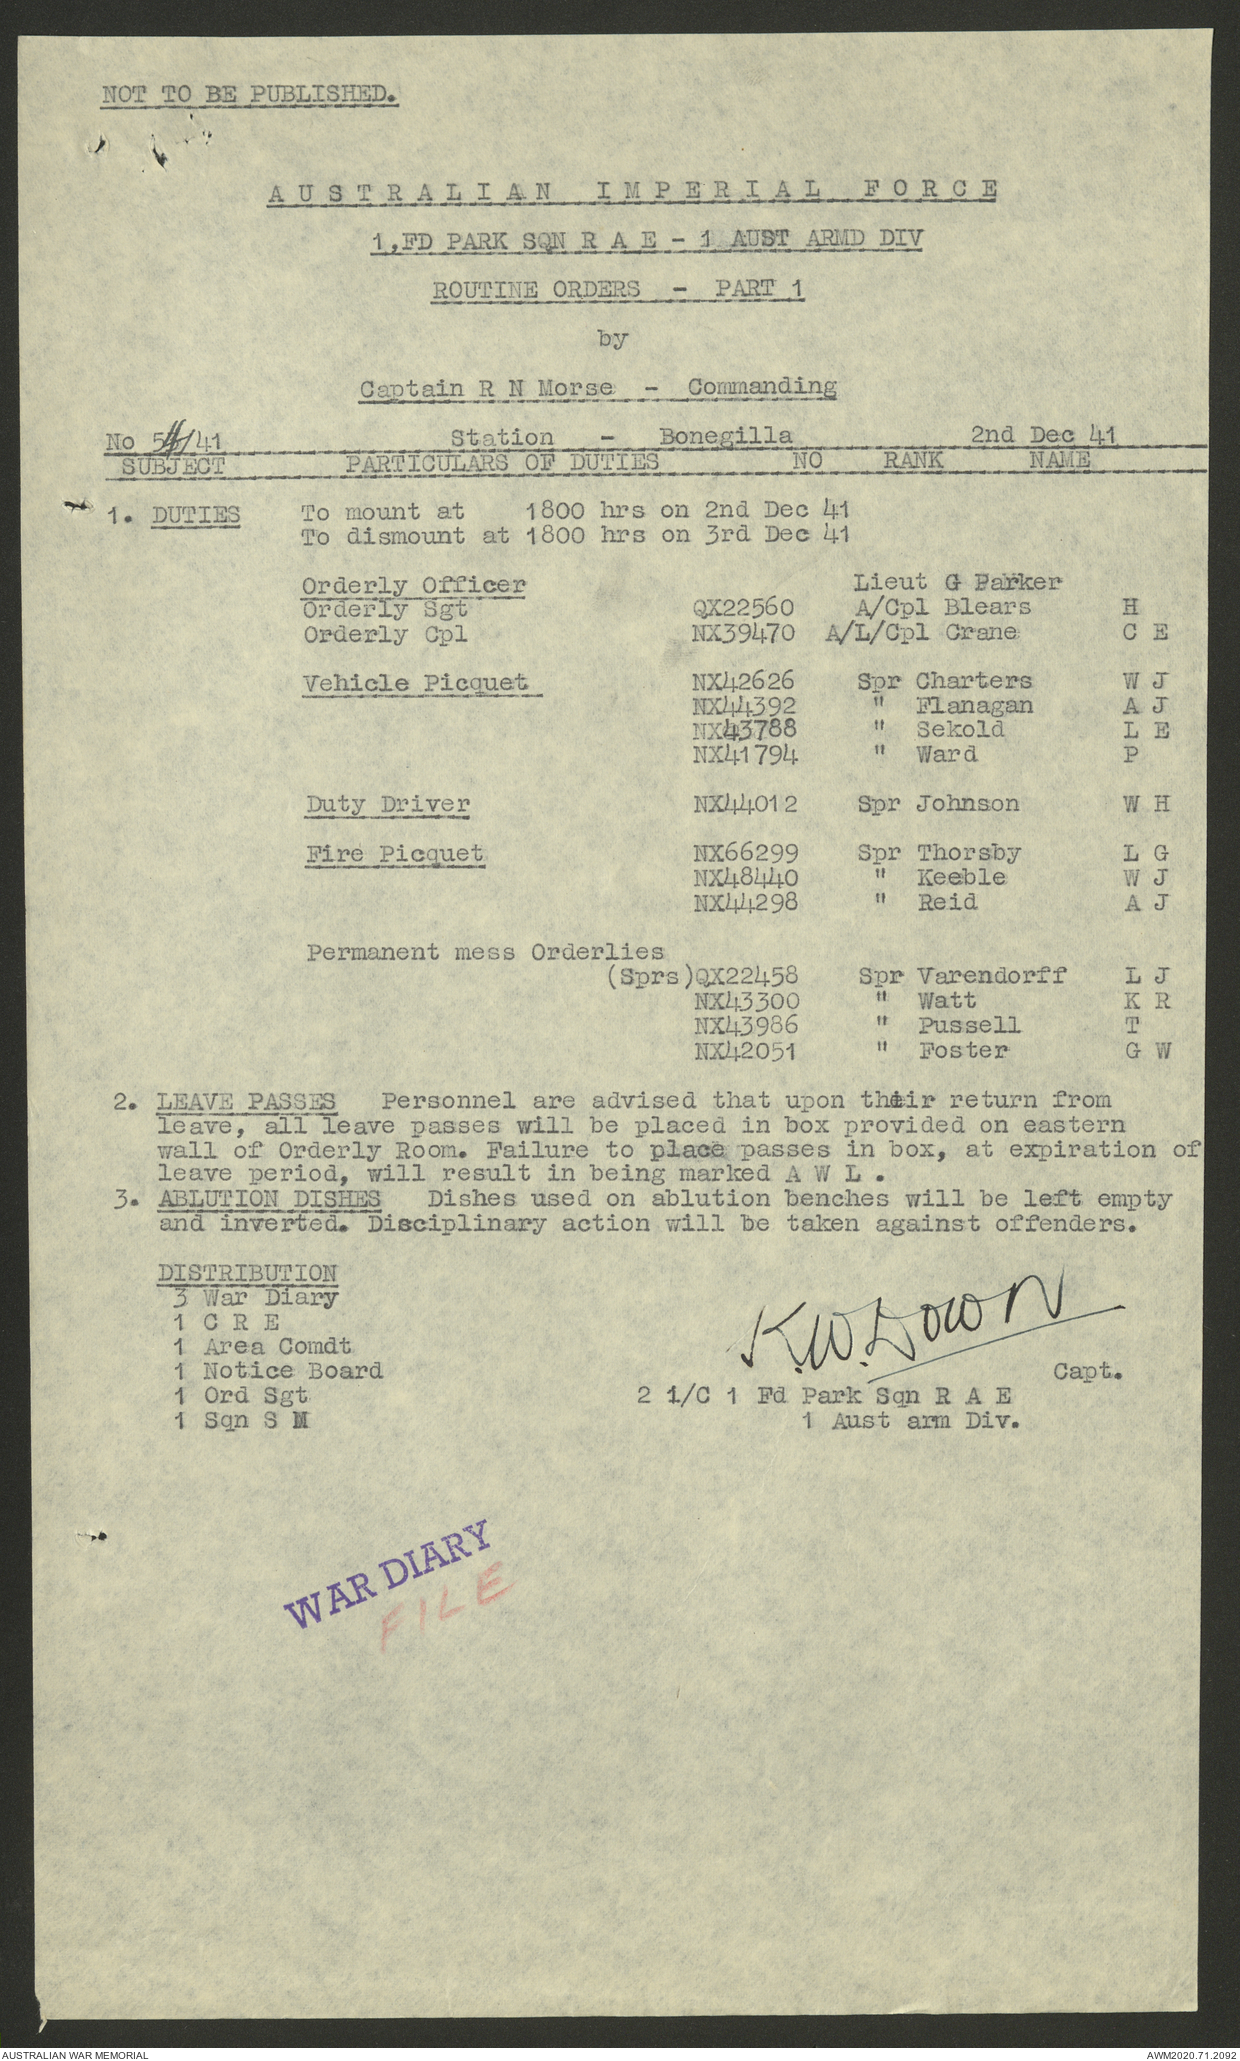 NOT TO BE PUBLISHED.
AUSTRALIAN IMPERIAL FORCE
1,FD PARK SQN R A E - 1 AUST ARMD DIV
ROUTINE ORDERS - PART 1
by
Captain R N Morse - Commanding
No 54/41 Station - Bonegilla 2nd Dec 41
SUBJECT PARTICULARS OF DUTIES NO RANK NAME
1. DUTIES To mount at 1800 hrs on 2nd Dec 41
To dismount at 1800 hrs on 3rd Dec 41
Orderly Officer Lieut G Parker
Orderly Sgt QX22560 A/Cpl Blears H
Orderly Cpl NX39470 A/L/Cpl Crane C E
Vehicle Picquet NX42626 Spr Charters W J
NX44392 " Flanagan A J
NX43788 " Sekold L E
NX41794 " Ward P
Duty Driver NX44012 Spr Johnson W H
Fire Picquet NX66299 Spr Thorsby L G
NX48440 " Keeble W J
NX44298 " Reid A J
Permanent mess Orderlies
(Sprs)QX22458 Spr Varendorff L J
NX43300 " Watt K R
NX43986 " Pussell T
NX42051 " Foster G W
2. LEAVE PASSES Personnel are advised that upon their return from
leave, all leave passes will be placed in box provided on eastern
wall of Orderly Room. Failure to place passes in box, at expiration of
leave period, will result in being marked A W L .
3. ABLUTION DISHES Dishes used on ablution benches will be left empty
and inverted. Disciplinary action will be taken against offenders.
DISTRIBUTION
3 War Diary
1 C R E
1 Area Comdt
1 Notice Board
1 Ord Sgt
1 Sqn S M
K.W.Down
Capt.
2 i/C 1 Fd Park Sqn R A E
1 Aust arm Div.
WAR DIARY
FILE
AUSTRALIAN WAR MEMORIAL
AWM2020.71.2092